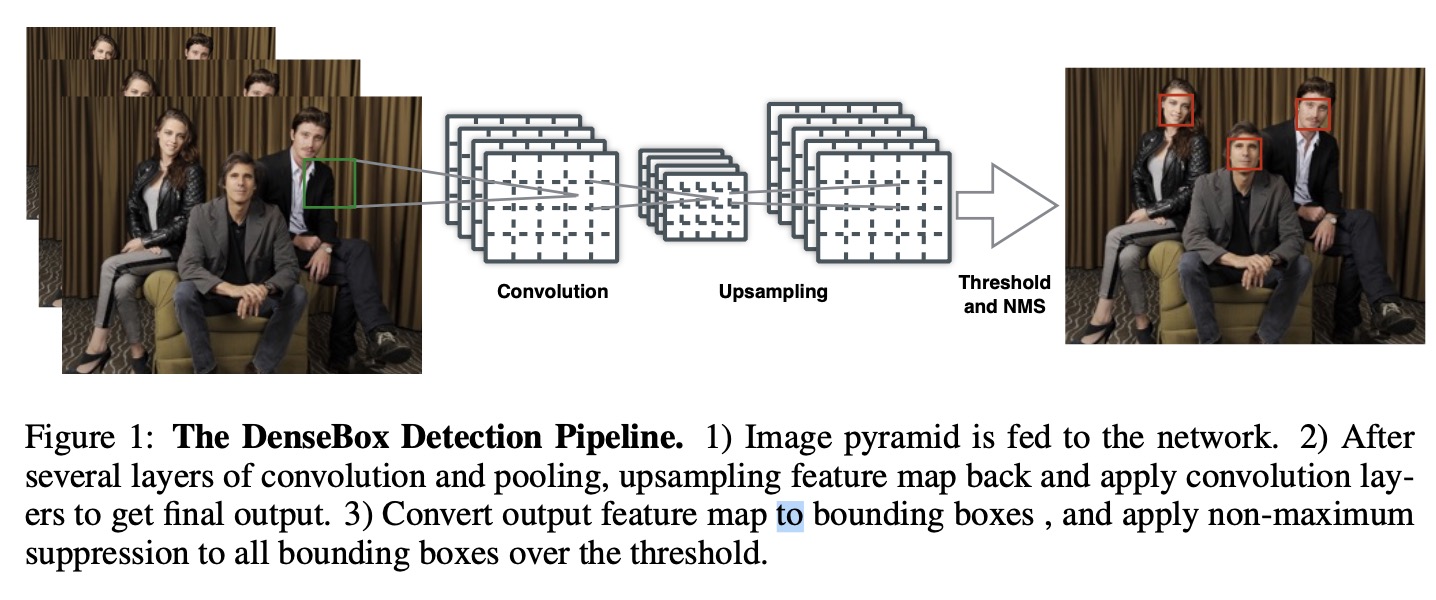 Convolution
Upsampling
Threshold
and NMS
Figure 1: The DenseBox Detection Pipeline. 1) Image pyramid is fed to the network. 2) After
several layers of convolution and pooling, upsampling feature map back and apply convolution lay-
ers to get final output. 3) Convert output feature map to bounding boxes , and apply non-maximum
suppression to all bounding boxes over the threshold.